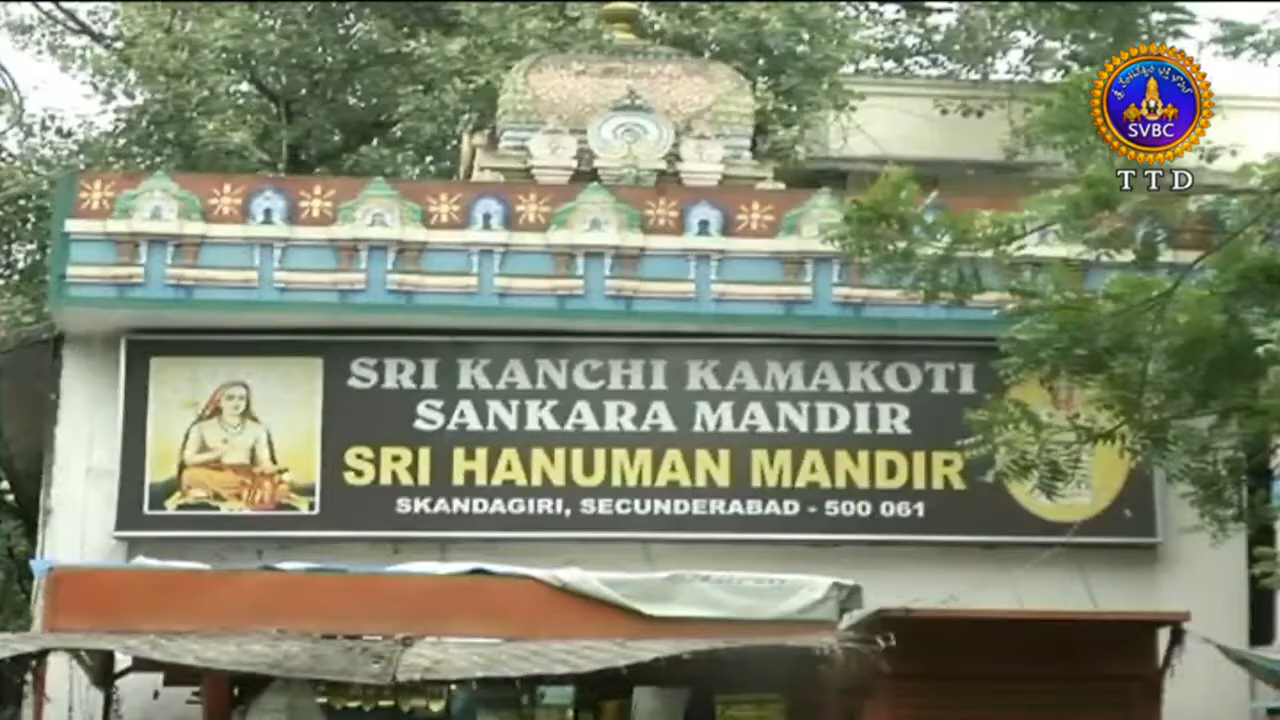 SVBC
TTD
SRI KANCHI KAMAKOTI
SANKARA MANDIR
SRI HANUMAN MANDIR
SKANDAGIRI, SECUNDERABAD - 500 061